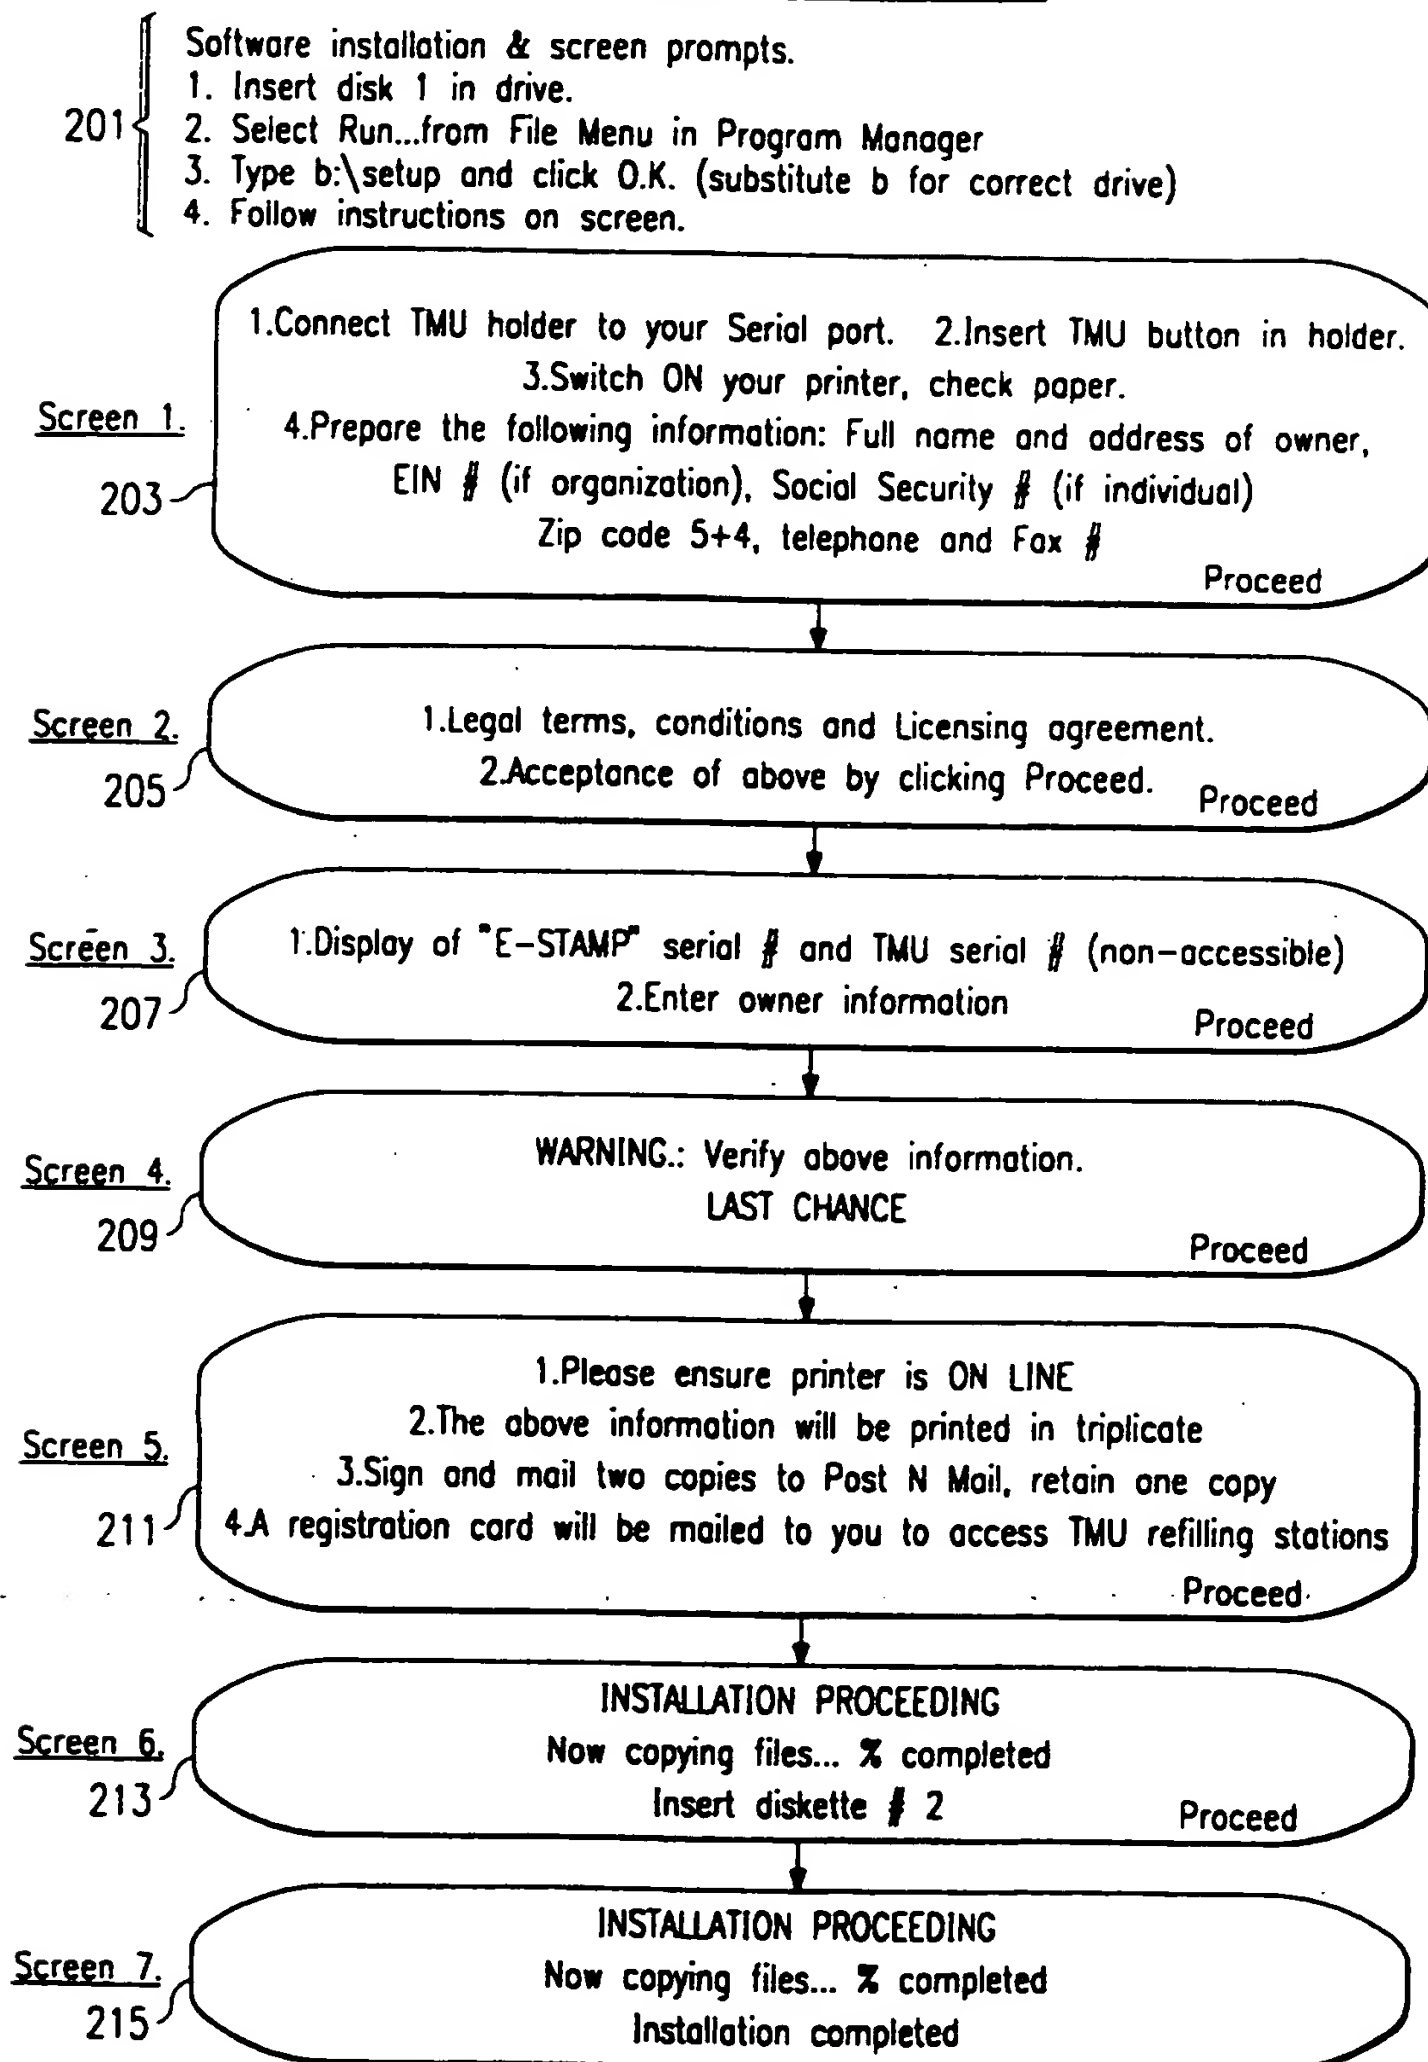 Software installation & screen prompts.
1. Insert disk 1 in drive.
201
2. Select Run...from File Menu in Program Manager
3. Type b:\setup and click O.K. (substitute b for correct drive)
4. Follow instructions on screen.
1.Connect TMU holder to your Serial port. 2.Insert TMU button in holder.
3.Switch ON your printer, check paper.
Screen 1.
4.Prepare the following information: Full name and address of owner,
203
EIN # (if organization), Social Security # (if individual)
Zip code 5+4, telephone and Fax #
Proceed
Screen 2.
1.Legal terms, conditions and Licensing agreement.
205
2.Acceptance of above by clicking Proceed.
Proceed
Screen 3.
1.Display of "E-STAMP" serial # and TMU serial # (non-accessible)
207
2.Enter owner information
Proceed
Screen 4.
WARNING.: Verify above information.
209
LAST CHANCE
Proceed
1.Please ensure printer is ON LINE
2.The above information will be printed in triplicate
Screen 5.
3.Sign and mail two copies to Post N Mail, retain one copy
211
4.A registration card will be mailed to you to access TMU refilling stations
Proceed
INSTALLATION PROCEEDING
Screen 6.
Now copying files... % completed
213
Insert diskette # 2
Proceed
INSTALLATION PROCEEDING
Screen 7.
Now copying files... % completed
215
Installation completed